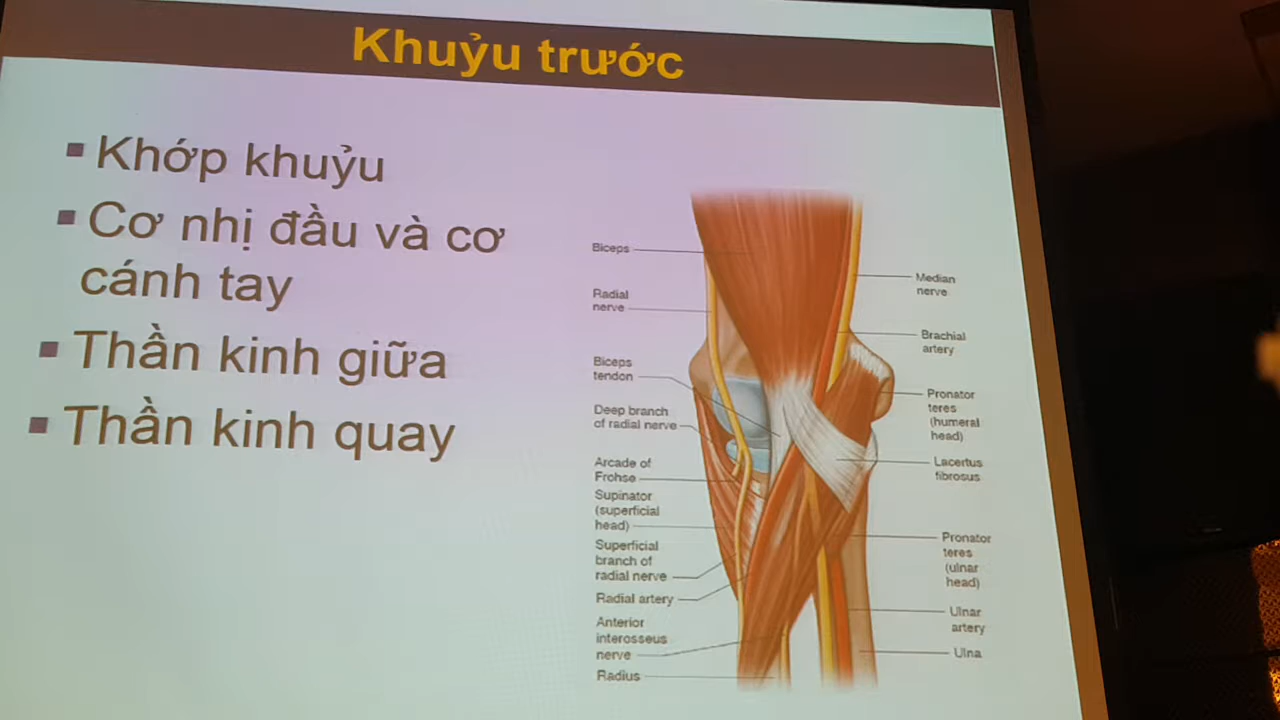 Khuỷu trước
▪ Khớp khuỷu
▪ Cơ nhị đầu và cơ
cánh tay
▪ Thần kinh giữa
▪ Thần kinh quay
Biceps
Radial
nerve
Biceps
tendon
Deep branch
of radial nerve
Arcade of
Frohse
Supinator
(superficial
head)
Superficial
branch of
radial nerve
Radial artery
Anterior
interosseus
nerve
Radius
Median
nerve
Brachial
artery
Pronator
teres
(humeral
head)
Lacertus
fibrosus
Pronator
teres
(ulnar
head)
Ulnar
artery
Ulna